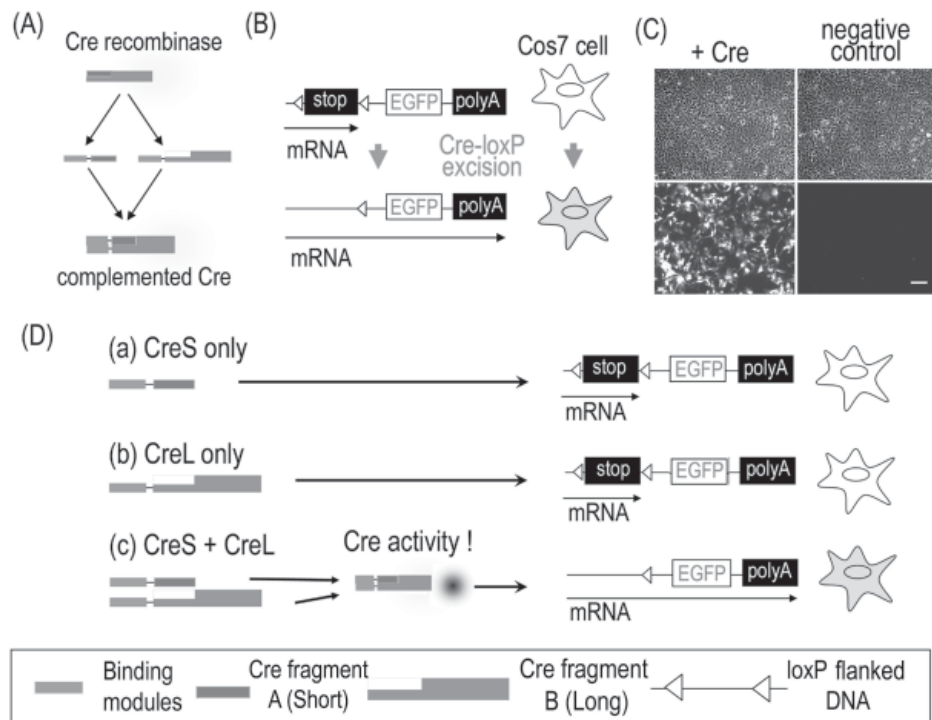 (A)
Cre recombinase
complemented Cre
(B)
Cos7 cell
stop EGFP polyA
mRNA
Cre-loxP
excision
EGFP polyA
mRNA
(C)
+ Cre
negative
control
(D)
(a) CreS only
stop EGFP polyA
mRNA
(b) CreL only
stop EGFP polyA
mRNA
(c) CreS + CreL
Cre activity !
EGFP polyA
mRNA
Binding
modules
Cre fragment
A (Short)
Cre fragment
B (Long)
loxP flanked
DNA